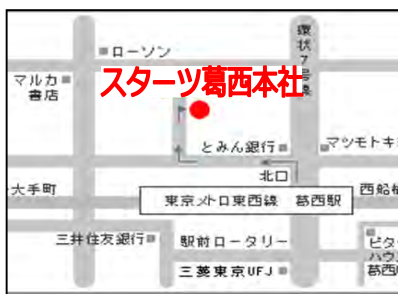 ローソン
環状7号線
マルカ
書店
スターツ葛西本社
とみん銀行
マツモトキ
北口
大手町
東京メトロ東西線 葛西駅
西船橋
三井住友銀行
駅前ロータリー
ピタ
ハウ
葛西
三菱東京UFJ